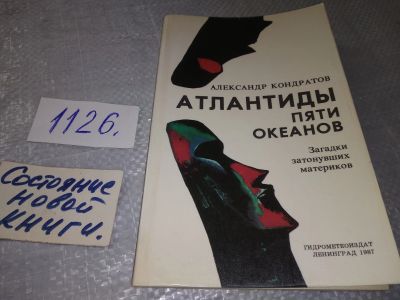 АЛЕКСАНДР КОНДРАТОВ
АТЛАНТИДЫ
ПЯТИ
ОКЕАНОВ
Загадки
затонувших
материков
ГИДРОМЕТЕОИЗДАТ
ЛЕНИНГРАД 1987
1126.
Состояние
новой
книги.